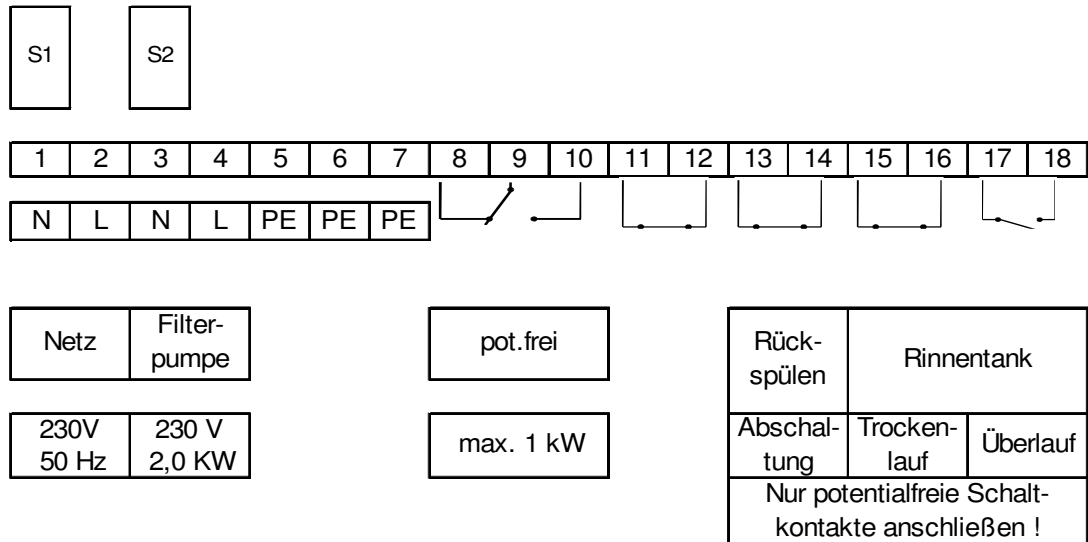 S1 S2
1 2 3 4 5 6 7 8 9 10 11 12 13 14 15 16 17 18
N L N L PE PE PE
Netz
Filter-
pumpe
pot.frei
Rück-
spülen
Rinnentank
230V
50 Hz
230 V
2,0 KW
max. 1 kW
Abschal-
tung
Trocken-
lauf
Überlauf
Nur potentialfreie Schalt-
kontakte anschließen !